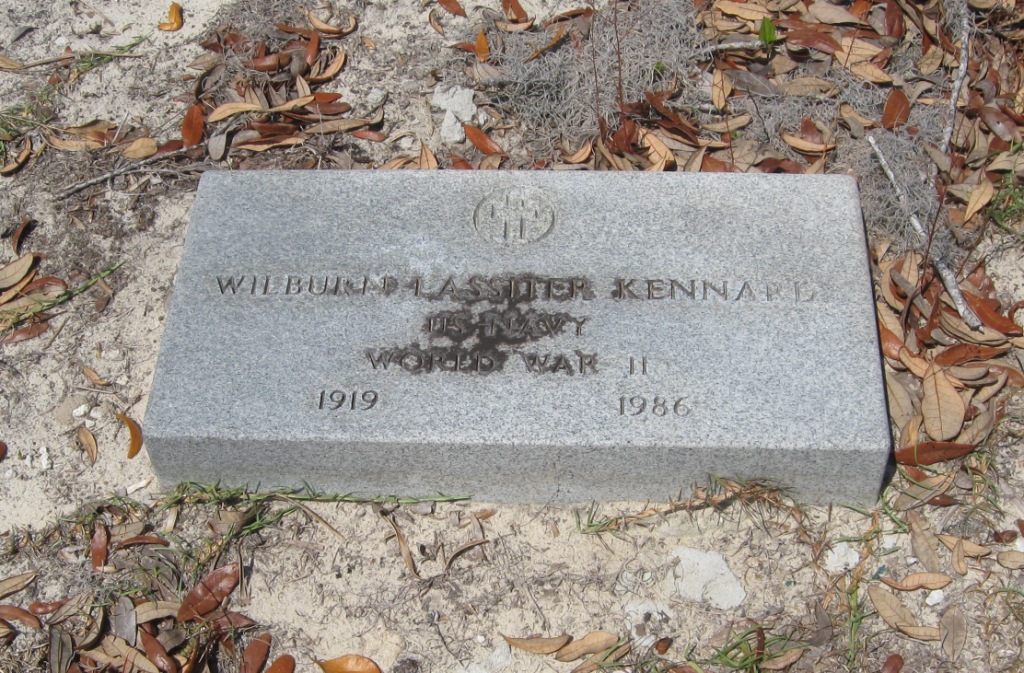 WILBURN LASSITER KENNARD
US NAVY
WORLD WAR II
1919 1986